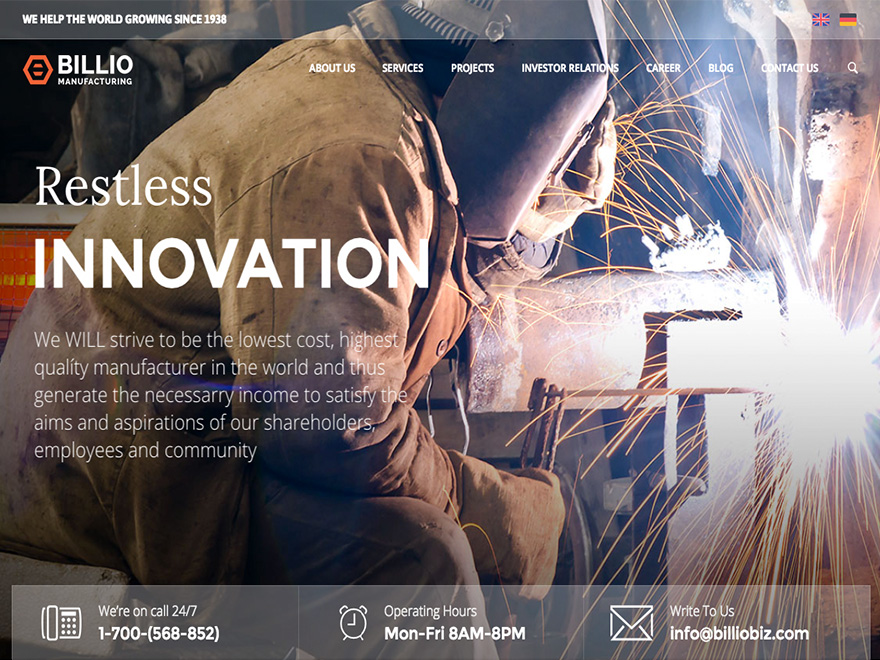 WE HELP THE WORLD GROWING SINCE 1938
BILLIO
MANUFACTURING
ABOUT US SERVICES PROJECTS INVESTOR RELATIONS CAREER BLOG CONTACT US
Restless
INNOVATION
We WILL strive to be the lowest cost, highest
qualíty manufacturer in the world and thus
generate the necessarry income to satisfy the
aims and aspirations of our shareholders,
employees and community
We're on call 24/7
1-700-(568-852)
Operating Hours
Mon-Fri 8AM-8PM
Write To Us
info@billiobiz.com